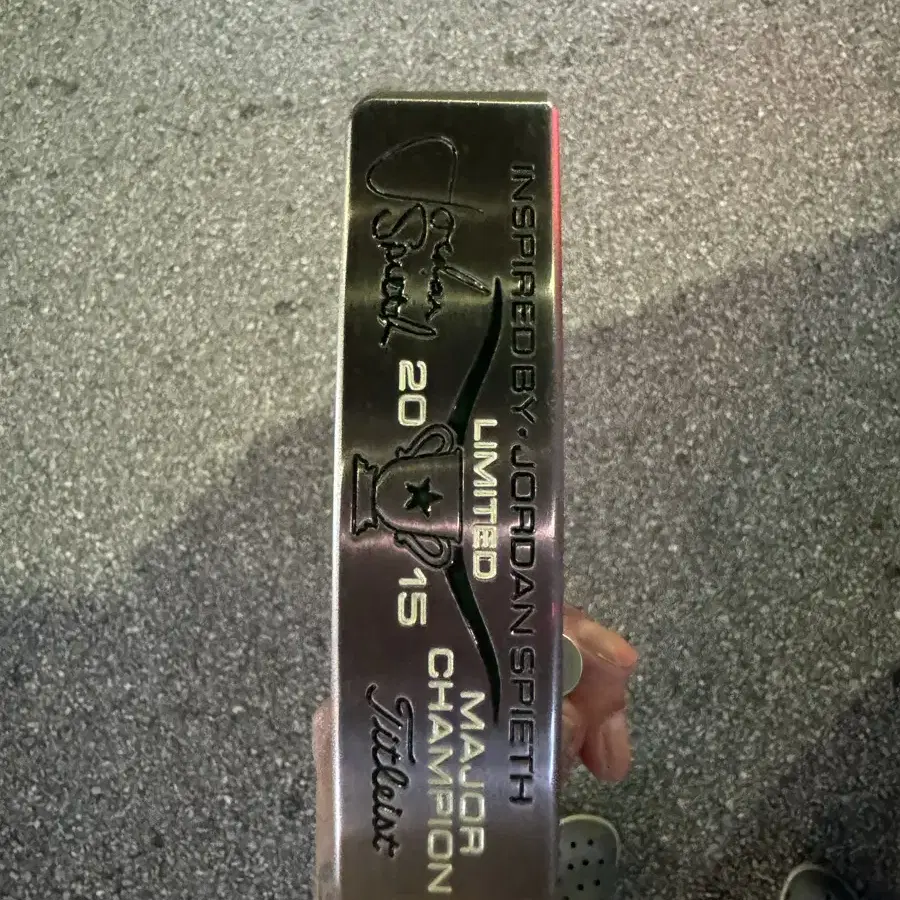 INSPIRED BY · JORDAN SPIETH
LIMITED
Jordan
Spieth
20 15
MAJOR
CHAMPION
Titleist